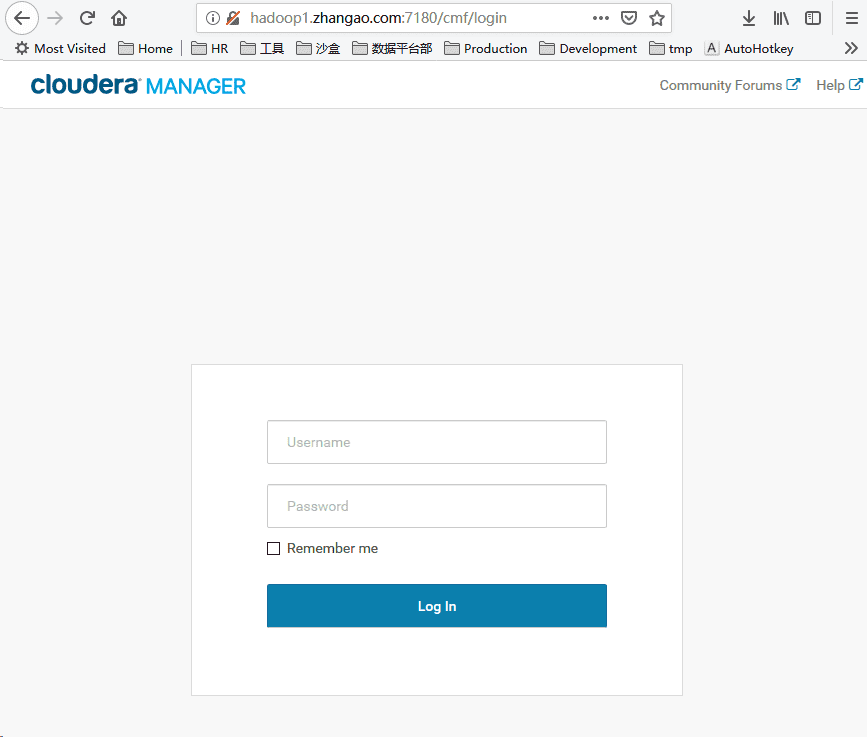 hadoop1.zhangao.com:7180/cmf/login
Most Visited Home HR 工具 沙盒 数据平台部 Production Development tmp A AutoHotkey
cloudera MANAGER Community Forums Help
Username
Password
Remember me
Log In